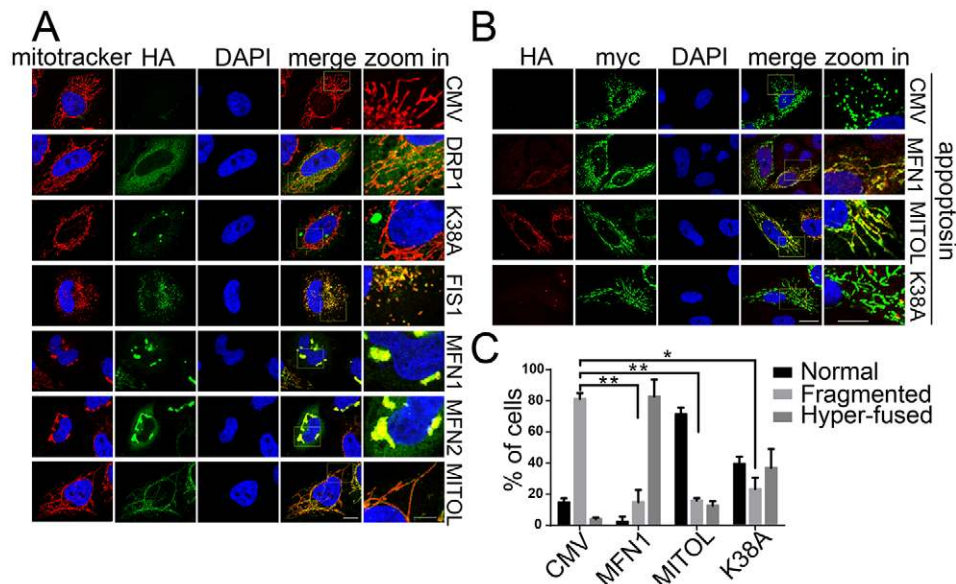 A
mitotracker HA DAPI merge zoom in
CMV
DRP1
K38A
FIS1
MFN1
MFN2
MITOL
B
HA myc DAPI merge zoom in
CMV
MFN1
MITOL
K38A
appoptosin
C
*
**
**
Normal
Fragmented
Hyper-fused
% of cells
80
60
40
20
0
CMV MFN1 MITOL K38A